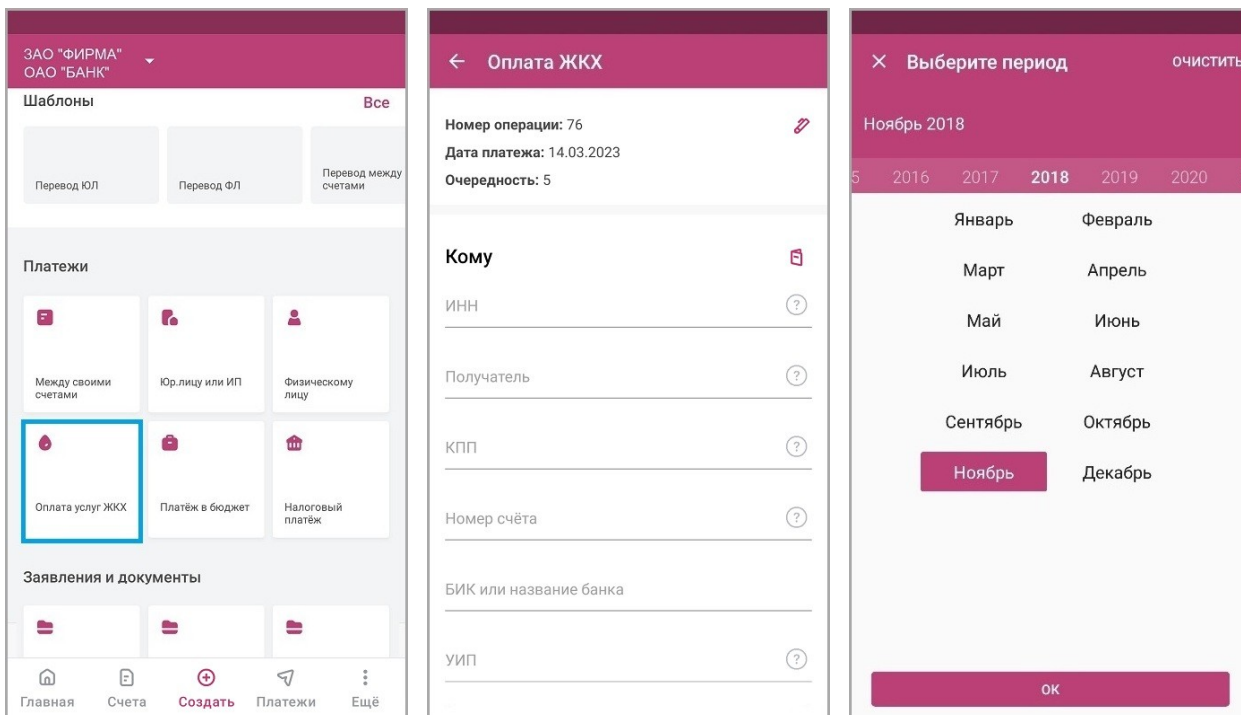 ЗАО "ФИРМА"
ОАО "БАНК"
Шаблоны
Все
Перевод ЮЛ
Перевод ФЛ
Перевод между
счетами
Платежи
Между своими
счетами
Юр.лицу или ИП
Физическому
лицу
Оплата услуг ЖКХ
Платёж в бюджет
Налоговый
платёж
Заявления и документы
Главная
Счета
Создать
Платежи
Ещё
Оплата ЖКХ
Номер операции: 76
Дата платежа: 14.03.2023
Очередность: 5
Кому
ИНН
?
Получатель
?
КПП
?
Номер счёта
?
БИК или название банка
УИП
?
Выберите период
ОЧИСТИТЬ
Ноябрь 2018
5 2016 2017 2018 2019 2020
Январь Февраль
Март Апрель
Май Июнь
Июль Август
Сентябрь Октябрь
Ноябрь Декабрь
ОК